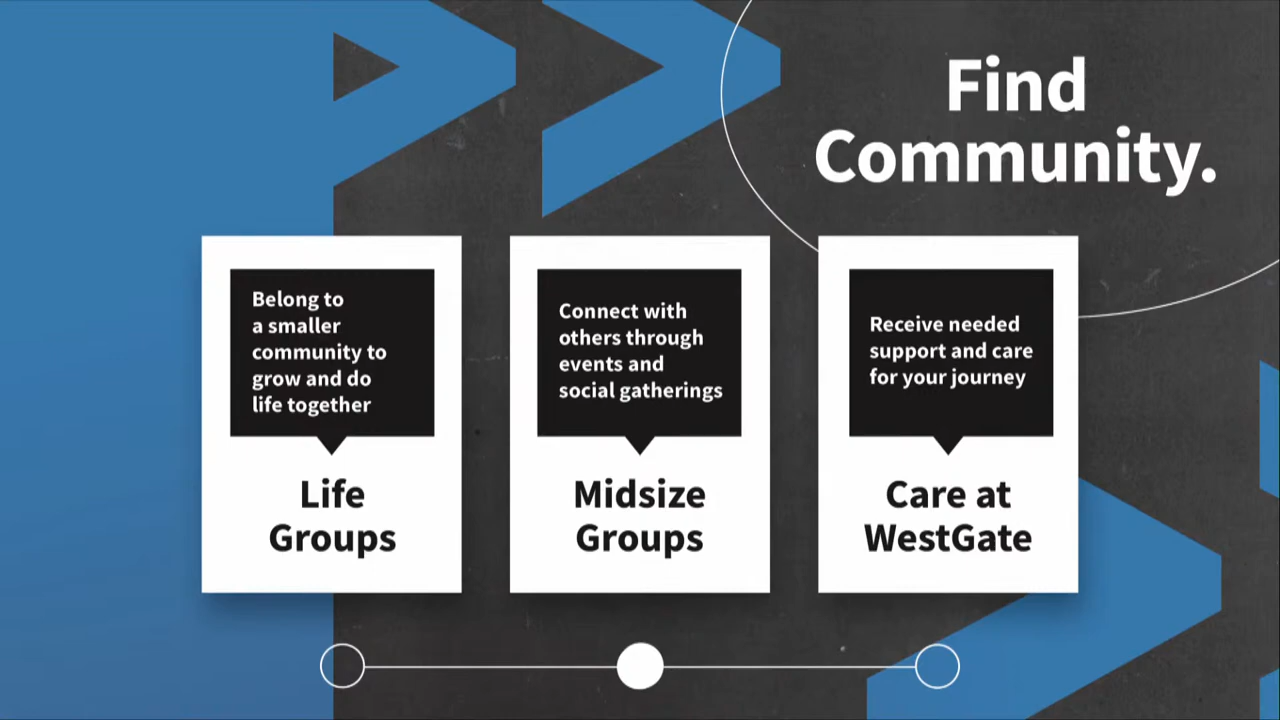 Find
Community.
Belong to
a smaller
community to
grow and do
life together
Life
Groups
Connect with
others through
events and
social gatherings
Midsize
Groups
Receive needed
support and care
for your journey
Care at
WestGate